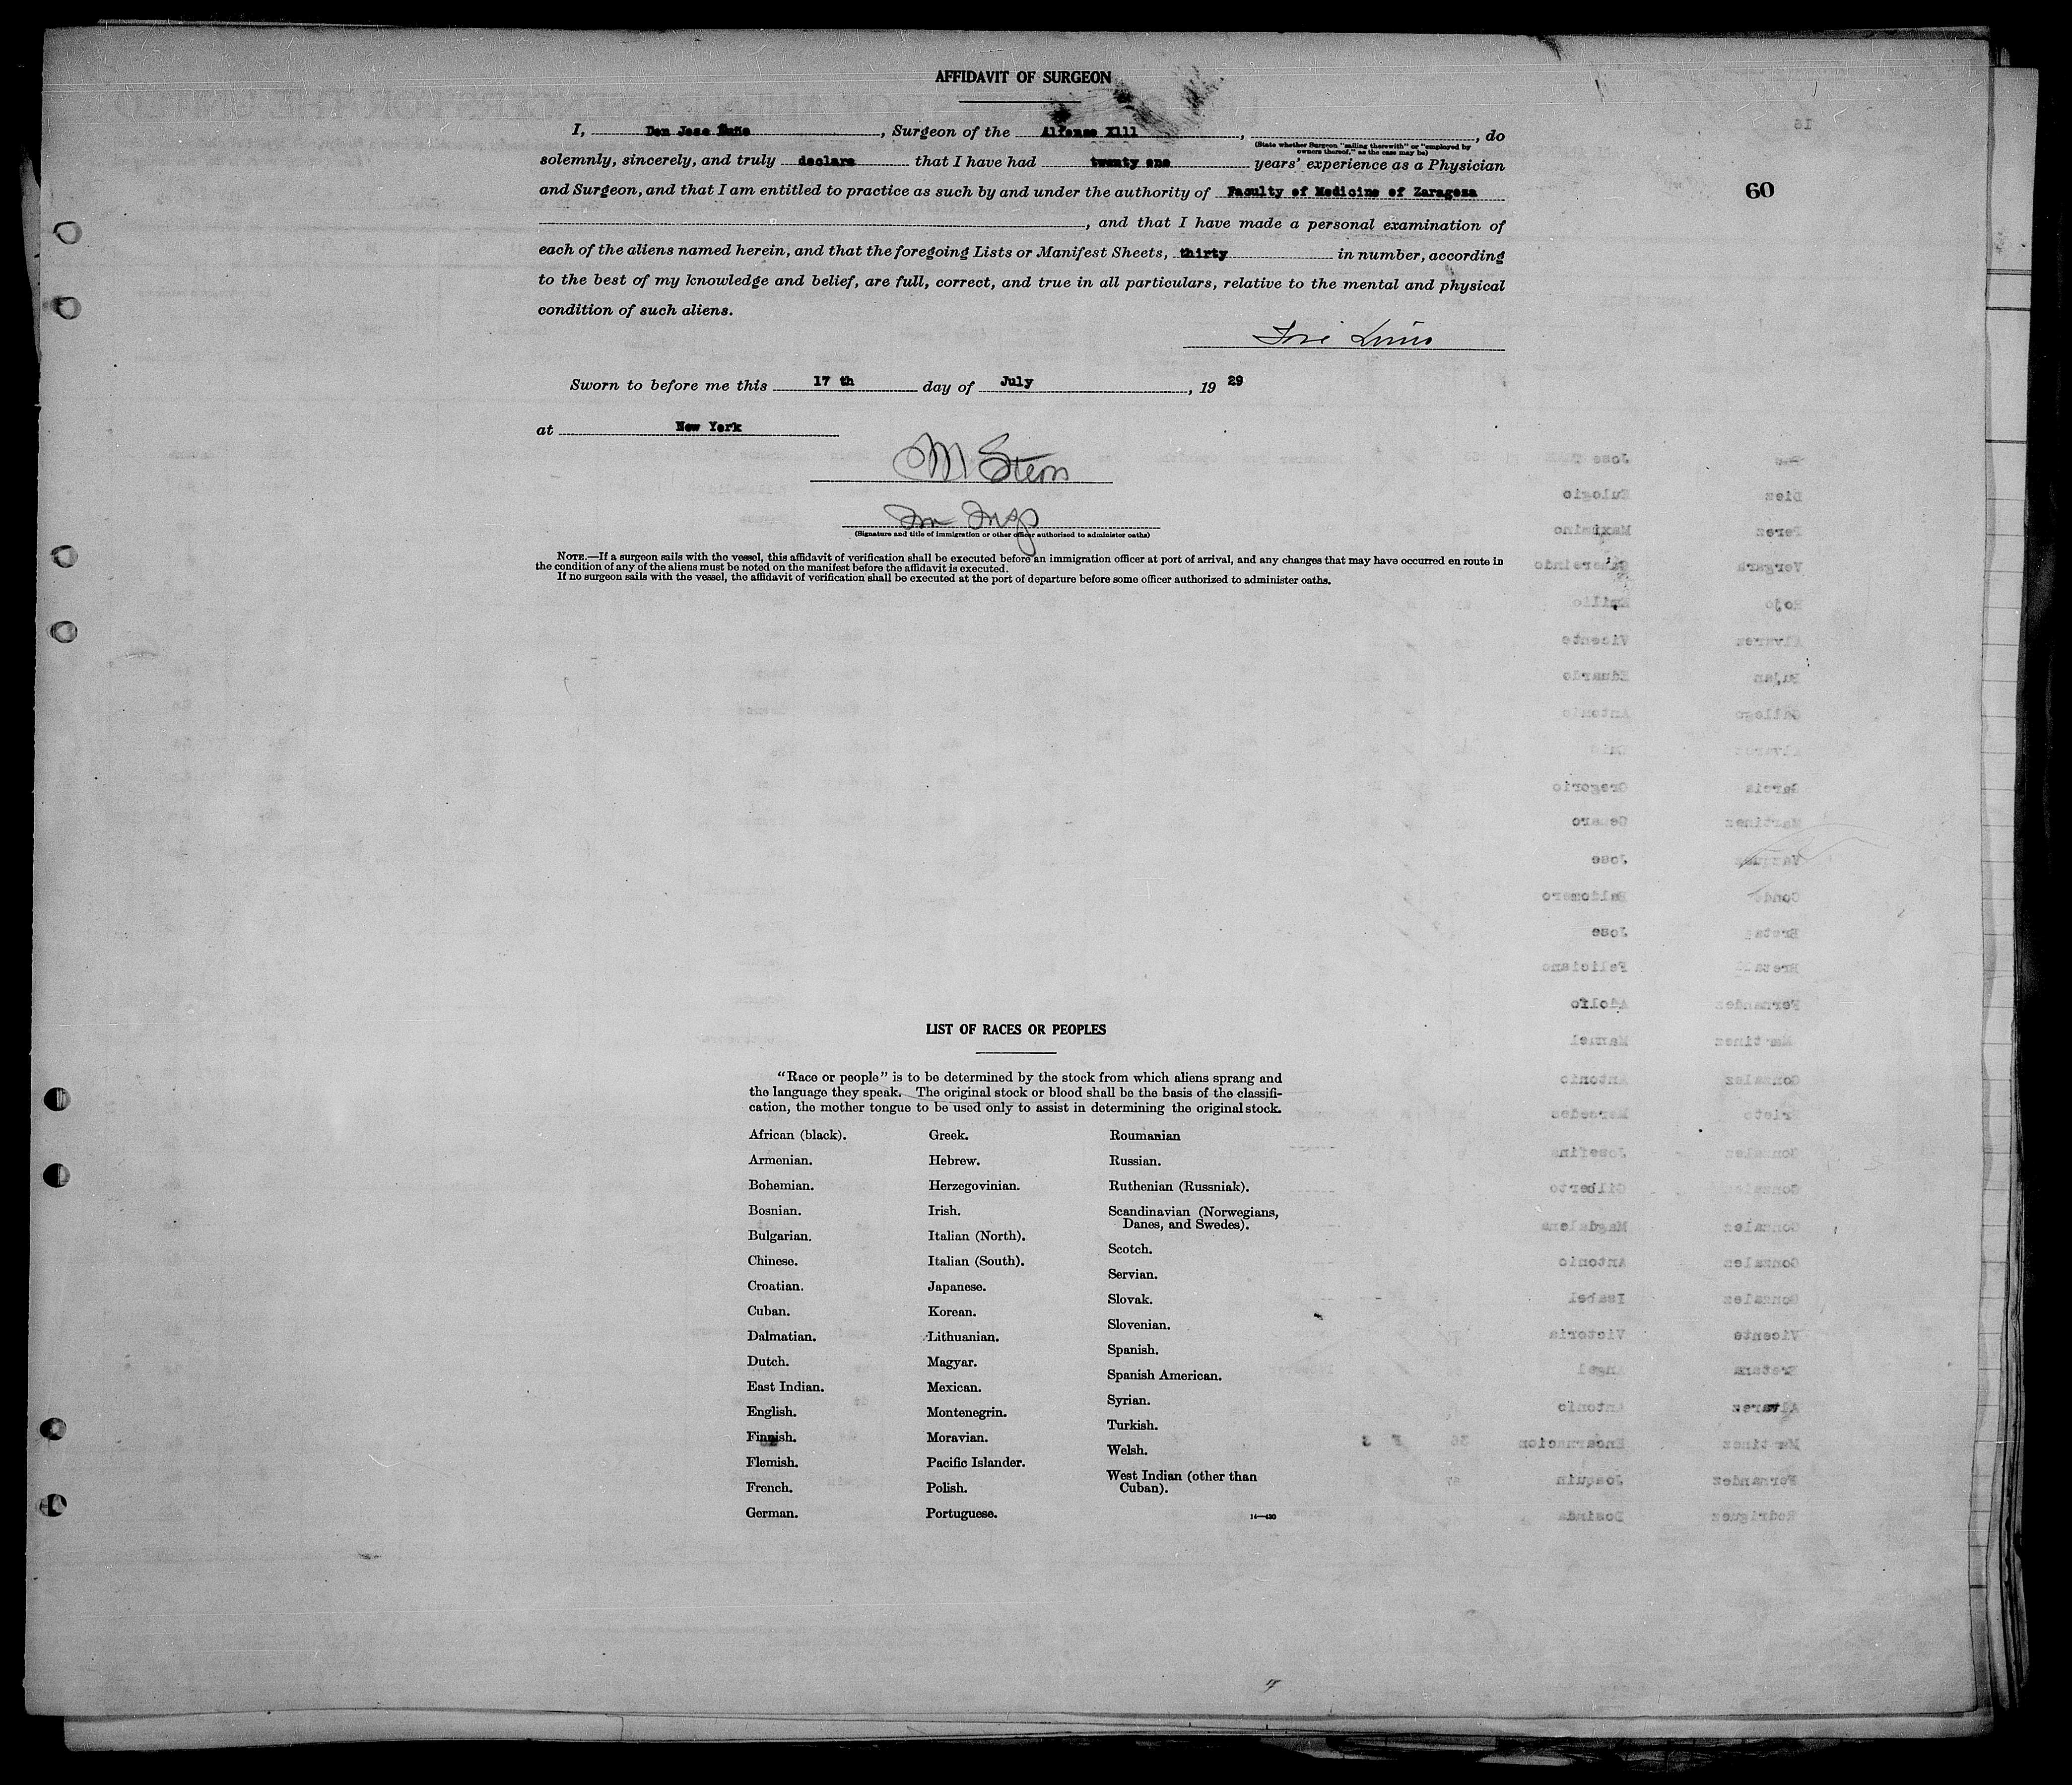 AFFIDAVIT OF SURGEON
I, Don Jose , Surgeon of the Alfonso Xlll , , do
(State whether Surgeon "sailing therewith" or "employed by
owners thereof," as the case may be)
solemnly, sincerely, and truly declare that I have had twenty one years' experience as a Physician
and Surgeon, and that I am entitled to practice as such by and under the authority of Faculty of Medicine of Zaragoza
60
, and that I have made a personal examination of
each of the aliens named herein, and that the foregoing Lists or Manifest Sheets, thirty in number, according
to the best of my knowledge and belief, are full, correct, and true in all particulars, relative to the mental and physical
condition of such aliens.
Sworn to before me this 17 th day of July , 19 29
at New York
M Stern
(Signature and title of immigration or other officer authorized to administer oaths)
NOTE.—If a surgeon sails with the vessel, this affidavit of verification shall be executed before an immigration officer at port of arrival, and any changes that may have occurred en route in
the condition of any of the aliens must be noted on the manifest before the affidavit is executed.
If no surgeon sails with the vessel, the affidavit of verification shall be executed at the port of departure before some officer authorized to administer oaths.
LIST OF RACES OR PEOPLES
"Race or people" is to be determined by the stock from which aliens sprang and
the language they speak. The original stock or blood shall be the basis of the classifi-
cation, the mother tongue to be used only to assist in determining the original stock.
African (black).
Armenian.
Bohemian.
Bosnian.
Bulgarian.
Chinese.
Croatian.
Cuban.
Dalmatian.
Dutch.
East Indian.
English.
Finnish.
Flemish.
French.
German.
Greek.
Hebrew.
Herzegovinian.
Irish.
Italian (North).
Italian (South).
Japanese.
Korean.
Lithuanian.
Magyar.
Mexican.
Montenegrin.
Moravian.
Pacific Islander.
Polish.
Portuguese.
Roumanian
Russian.
Ruthenian (Russniak).
Scandinavian (Norwegians,
Danes, and Swedes).
Scotch.
Servian.
Slovak.
Slovenian.
Spanish.
Spanish American.
Syrian.
Turkish.
Welsh.
West Indian (other than
Cuban).
14—430